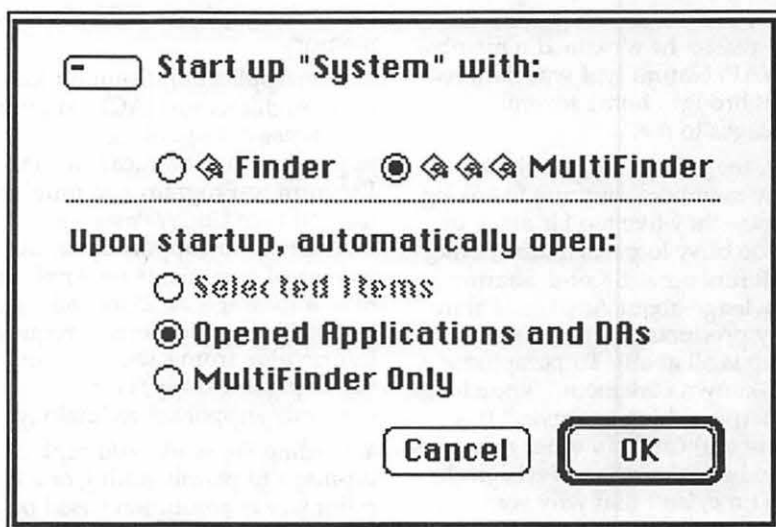 Start up "System" with:
Finder MultiFinder
Upon startup, automatically open:
Selected Items
Opened Applications and DAs
MultiFinder Only
Cancel OK